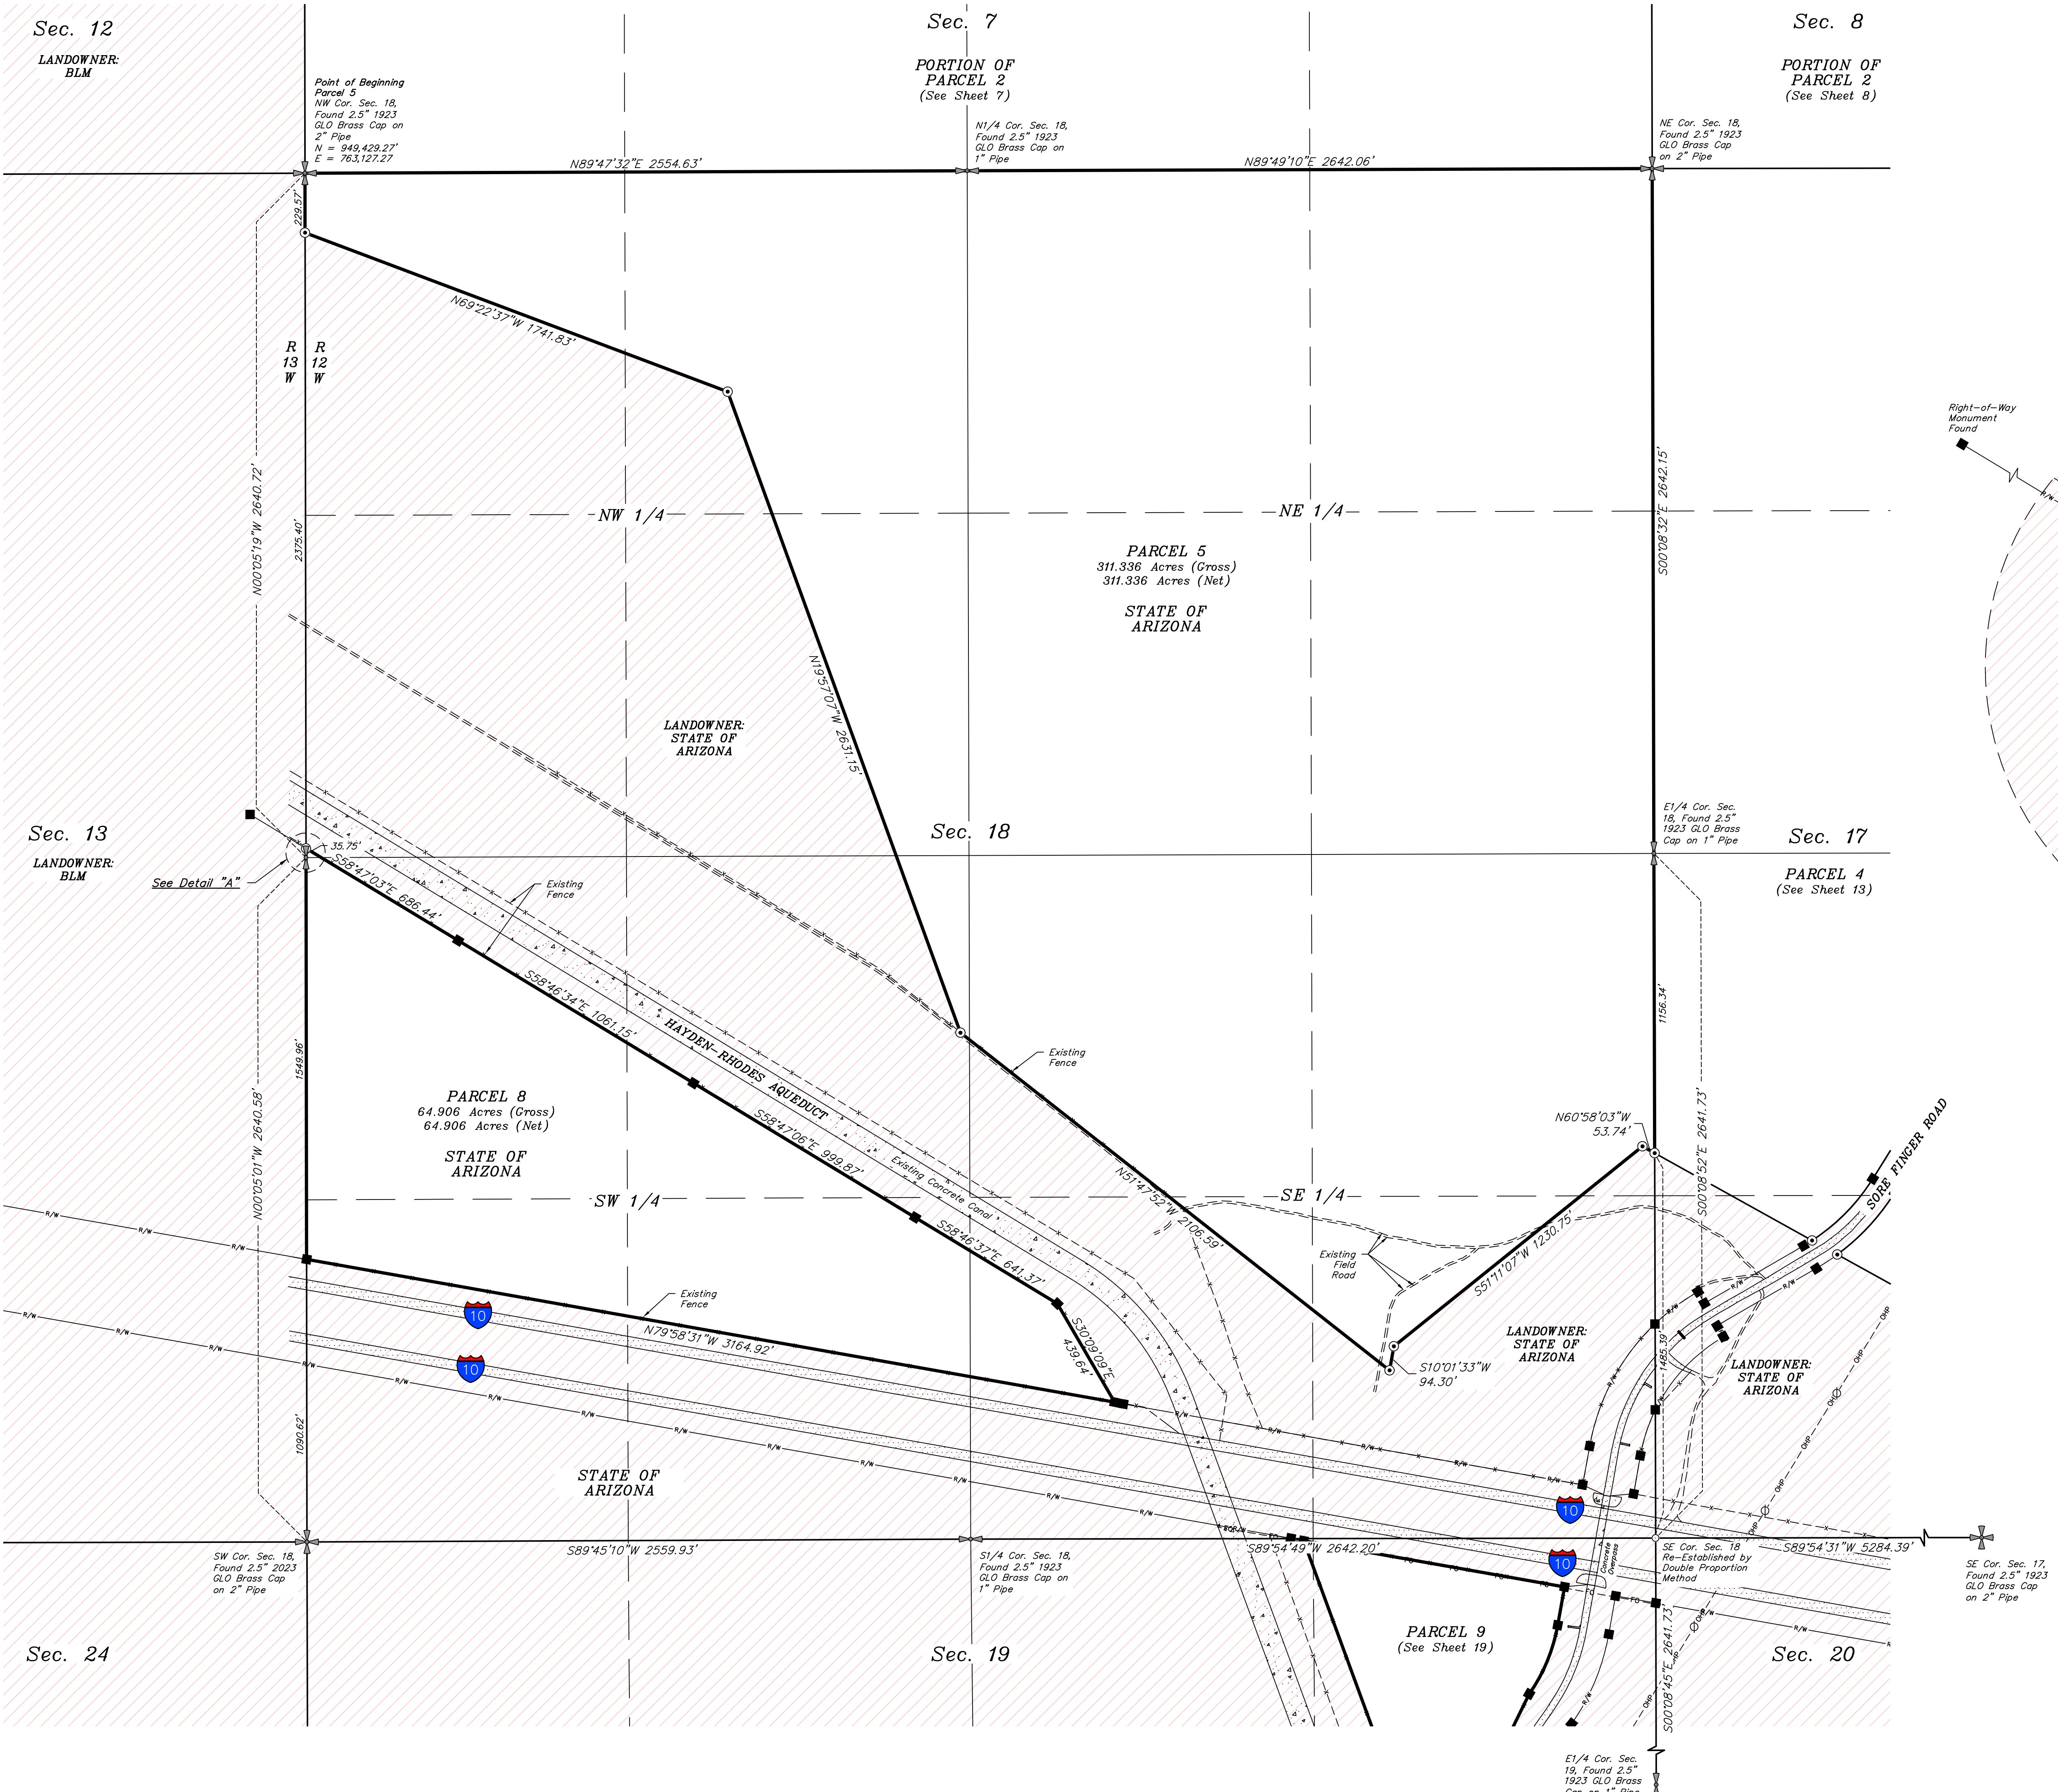 Sec. 12
LANDOWNER:
BLM
Sec. 7
PORTION OF
PARCEL 2
(See Sheet 7)
Sec. 8
PORTION OF
PARCEL 2
(See Sheet 8)
Point of Beginning
Parcel 5
NW Cor. Sec. 18,
Found 2.5" 1923
GLO Brass Cap on
2" Pipe
N = 949,429.27'
E = 763,127.27
N1/4 Cor. Sec. 18,
Found 2.5" 1923
GLO Brass Cap on
1" Pipe
NE Cor. Sec. 18,
Found 2.5" 1923
GLO Brass Cap
on 2" Pipe
N89°47'32"E 2554.63'
N89°49'10"E 2642.06'
229.57'
N69°22'37"W 1741.83'
R R
13 12
W W
Right-of-Way
Monument
Found
R/W
N00°05'19"W 2640.72'
2375.40'
S00°08'32"E 2642.15'
NW 1/4
NE 1/4
PARCEL 5
311.336 Acres (Gross)
311.336 Acres (Net)
STATE OF
ARIZONA
N19°57'07"W 2631.15'
LANDOWNER:
STATE OF
ARIZONA
Sec. 13
LANDOWNER:
BLM
See Detail "A"
35.75'
Sec. 18
E1/4 Cor. Sec.
18, Found 2.5"
1923 GLO Brass
Cap on 1" Pipe
Sec. 17
PARCEL 4
(See Sheet 13)
S58°47'03"E 686.44'
Existing
Fence
S58°46'34"E 1061.15'
HAYDEN-RHODES AQUEDUCT
Existing
Fence
1156.34'
1549.96'
N00°05'01"W 2640.58'
PARCEL 8
64.906 Acres (Gross)
64.906 Acres (Net)
STATE OF
ARIZONA
S58°47'06"E 999.87'
Existing Concrete Canal
N51°47'52"W 2106.59'
N60°58'03"W
53.74'
S00°08'52"E 2641.73'
SORE FINGER ROAD
SW 1/4
SE 1/4
S58°46'37"E 641.37'
Existing
Field
Road
S51°11'07"W 1230.75'
R/W
R/W
R/W
Existing
Fence
10
N79°58'31"W 3164.92'
S30°09'09"E
439.64'
10
LANDOWNER:
STATE OF
ARIZONA
S10°01'33"W
94.30'
1485.39'
LANDOWNER:
STATE OF
ARIZONA
OHP
OHP
OHP
OHP
1090.62'
STATE OF
ARIZONA
R/W
R/W
R/W
R/W
10
10
Concrete
Overpass
SW Cor. Sec. 18,
Found 2.5" 2023
GLO Brass Cap
on 2" Pipe
S89°45'10"W 2559.93'
S1/4 Cor. Sec. 18,
Found 2.5" 1923
GLO Brass Cap on
1" Pipe
S89°54'49"W 2642.20'
SE Cor. Sec. 18
Re-Established by
Double Proportion
Method
S89°54'31"W 5284.39'
SE Cor. Sec. 17,
Found 2.5" 1923
GLO Brass Cap
on 2" Pipe
FO
FO
Sec. 24
Sec. 19
PARCEL 9
(See Sheet 19)
S00°08'45"E 2641.73'
Sec. 20
E1/4 Cor. Sec.
19, Found 2.5"
1923 GLO Brass
Cap on 1" Pipe